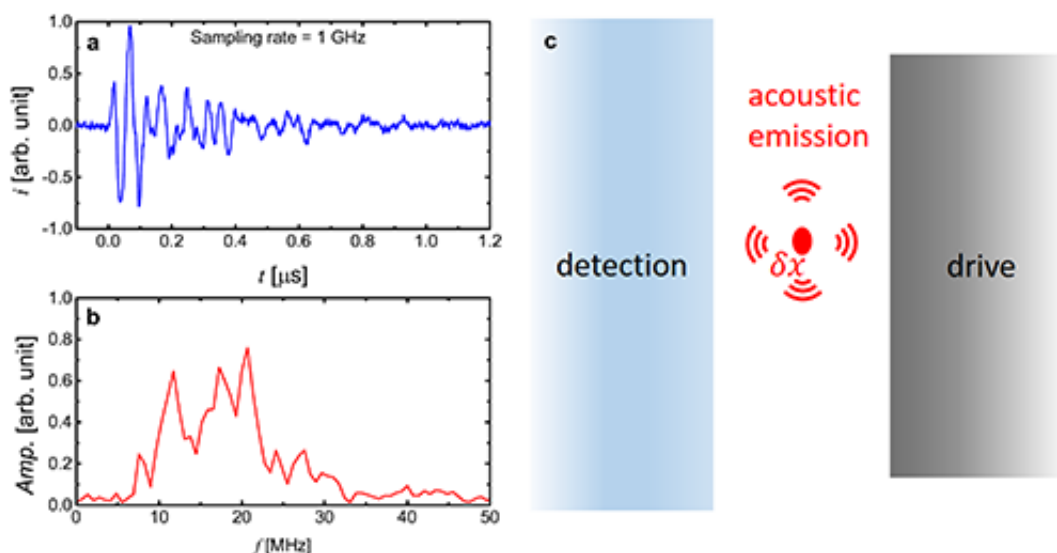 a
Sampling rate = 1 GHz
i [arb. unit]
1.0
0.5
0.0
-0.5
-1.0
0.0 0.2 0.4 0.6 0.8 1.0 1.2
t [μs]
b
Amp. [arb. unit]
1.0
0.8
0.6
0.4
0.2
0.0
0 10 20 30 40 50
f [MHz]
c
detection
acoustic
emission
δx
drive